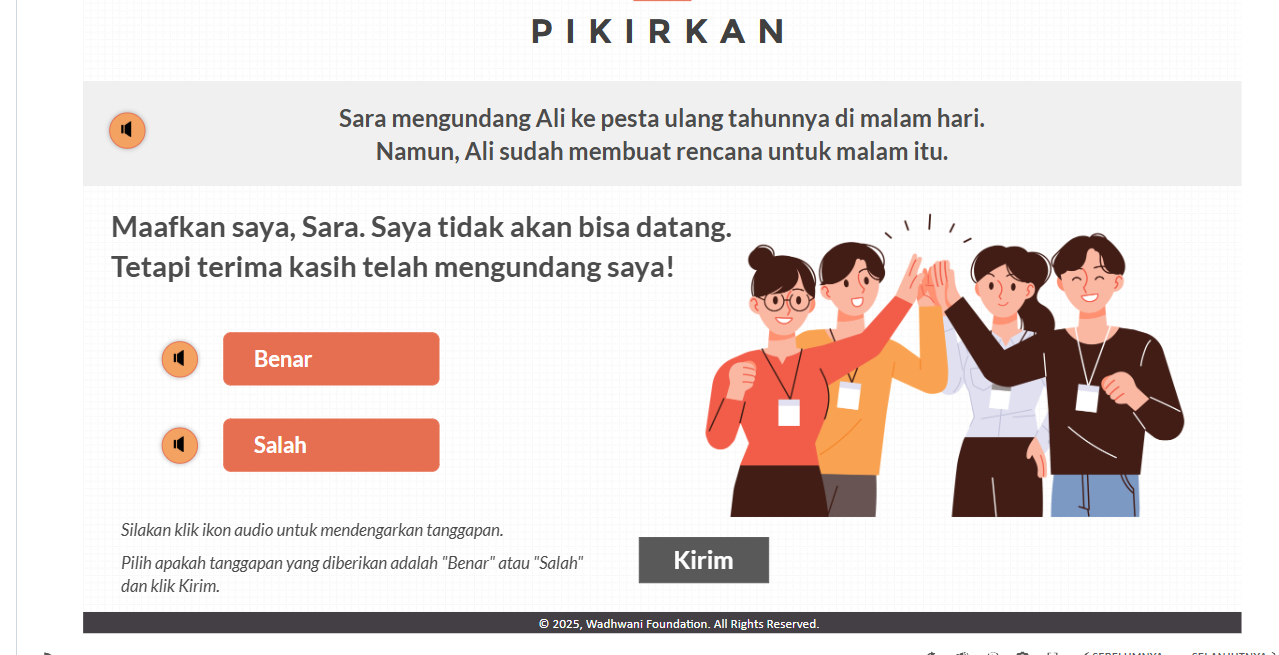 PIKIRKAN
Sara mengundang Ali ke pesta ulang tahunnya di malam hari.
Namun, Ali sudah membuat rencana untuk malam itu.
Maafkan saya, Sara. Saya tidak akan bisa datang.
Tetapi terima kasih telah mengundang saya!
Benar
Salah
Silakan klik ikon audio untuk mendengarkan tanggapan.
Pilih apakah tanggapan yang diberikan adalah "Benar" atau "Salah"
dan klik Kirim.
Kirim
© 2025, Wadhwani Foundation. All Rights Reserved.